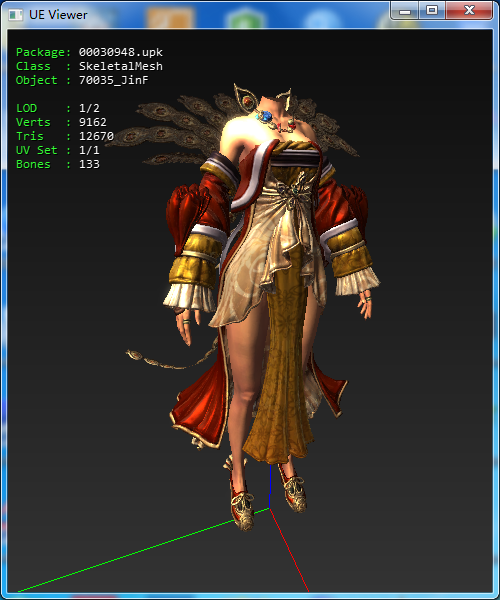 UE Viewer
Package: 00030948.upk
Class : SkeletalMesh
Object : 70035_JinF
LOD : 1/2
Verts : 9162
Tris : 12670
UV Set : 1/1
Bones : 133